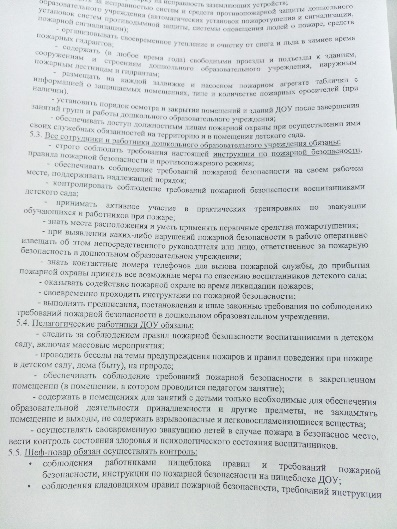 исправность
образовательного учреждения (автоматических установок пожаротушения и сигнализации,
установок систем противодымной защиты, системы оповещения людей о пожаре, средств
пожарной сигнализации);
- организовывать своевременное утепление и очистку от снега и льда в зимнее время
пожарных гидрантов;
- содержать (в любое время года) свободными проезды и подъезды к зданиям,
сооружениям и строениям дошкольного образовательного учреждения, наружным
пожарным лестницам и гидрантам;
- размещать на каждой задвижке и насосном пожарном агрегате таблички с
информацией о защищаемых помещениях, типе и количестве пожарных оросителей (при
наличии).
- установить порядок осмотра и закрытия помещений и зданий ДОУ после завершения
занятий групп и работы дошкольного образовательного учреждения;
- обеспечивать доступ должностным лицам пожарной охраны при осуществлении ими
своих служебных обязанностей на территорию и в помещение детского сада.
5.3. Все сотрудники и работники дошкольного образовательного учреждения обязаны:
- строго соблюдать требования настоящей инструкции по пожарной безопасности,
правила пожарной безопасности и противопожарного режима;
- обеспечивать соблюдение требований пожарной безопасности на своем рабочем
месте, поддерживать надлежащий порядок;
- контролировать соблюдение требований пожарной безопасности воспитанниками
детского сада;
- принимать активное участие в практических тренировках по эвакуации
обучающихся и работников при пожаре;
- знать места расположения и уметь применять первичные средства пожаротушения;
- при выявлении каких-либо нарушений пожарной безопасности в работе оперативно
извещать об этом непосредственного руководителя или лицо, ответственное за пожарную
безопасность в дошкольном образовательном учреждении;
- знать контактные номера телефонов для вызова пожарной службы, до прибытия
пожарной охраны принять все возможные меры по спасению воспитанников детского сада;
- оказывать содействие пожарной охране во время ликвидации пожаров;
- своевременно проходить инструктажи по пожарной безопасности;
- выполнять предписания, постановления и иные законные требования по соблюдению
требований пожарной безопасности в дошкольном образовательном учреждении.
5.4. Педагогические работники ДОУ обязаны:
- следить за соблюдением правил пожарной безопасности воспитанниками в детском
саду, включая массовые мероприятия;
- проводить беседы на темы предупреждения пожаров и правил поведения при пожаре
в детском саду, дома (быту), на природе;
- обеспечивать соблюдение требований пожарной безопасности в закрепленном
помещении (в помещении, в котором проводится педагогом занятие);
- содержать в помещениях для занятий с детьми только необходимые для обеспечения
образовательной деятельности принадлежности и другие предметы, не захламлять
помещение и выходы, не содержать взрывоопасные и легковоспламеняющиеся вещества;
- осуществлять своевременную эвакуацию детей в случае пожара в безопасное место,
вести контроль состояния здоровья и психологического состояния воспитанников.
5.5. Шеф-повар обязан осуществлять контроль:
• соблюдения работниками пищеблока правил и требований пожарной
безопасности, инструкции по пожарной безопасности на пищеблоке ДОУ;
• соблюдения кладовщиком правил пожарной безопасности, требований инструкции